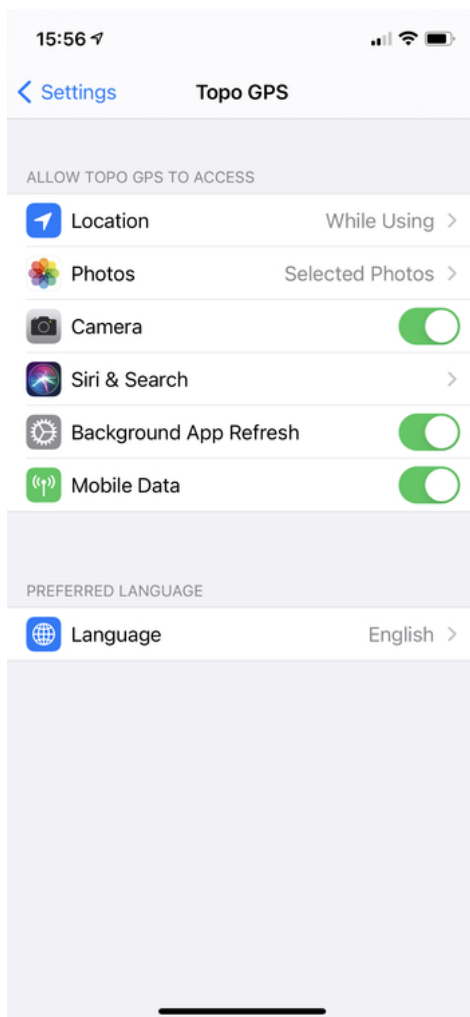 15:56
Settings Topo GPS
ALLOW TOPO GPS TO ACCESS
Location While Using
Photos Selected Photos
Camera
Siri & Search
Background App Refresh
Mobile Data
PREFERRED LANGUAGE
Language English